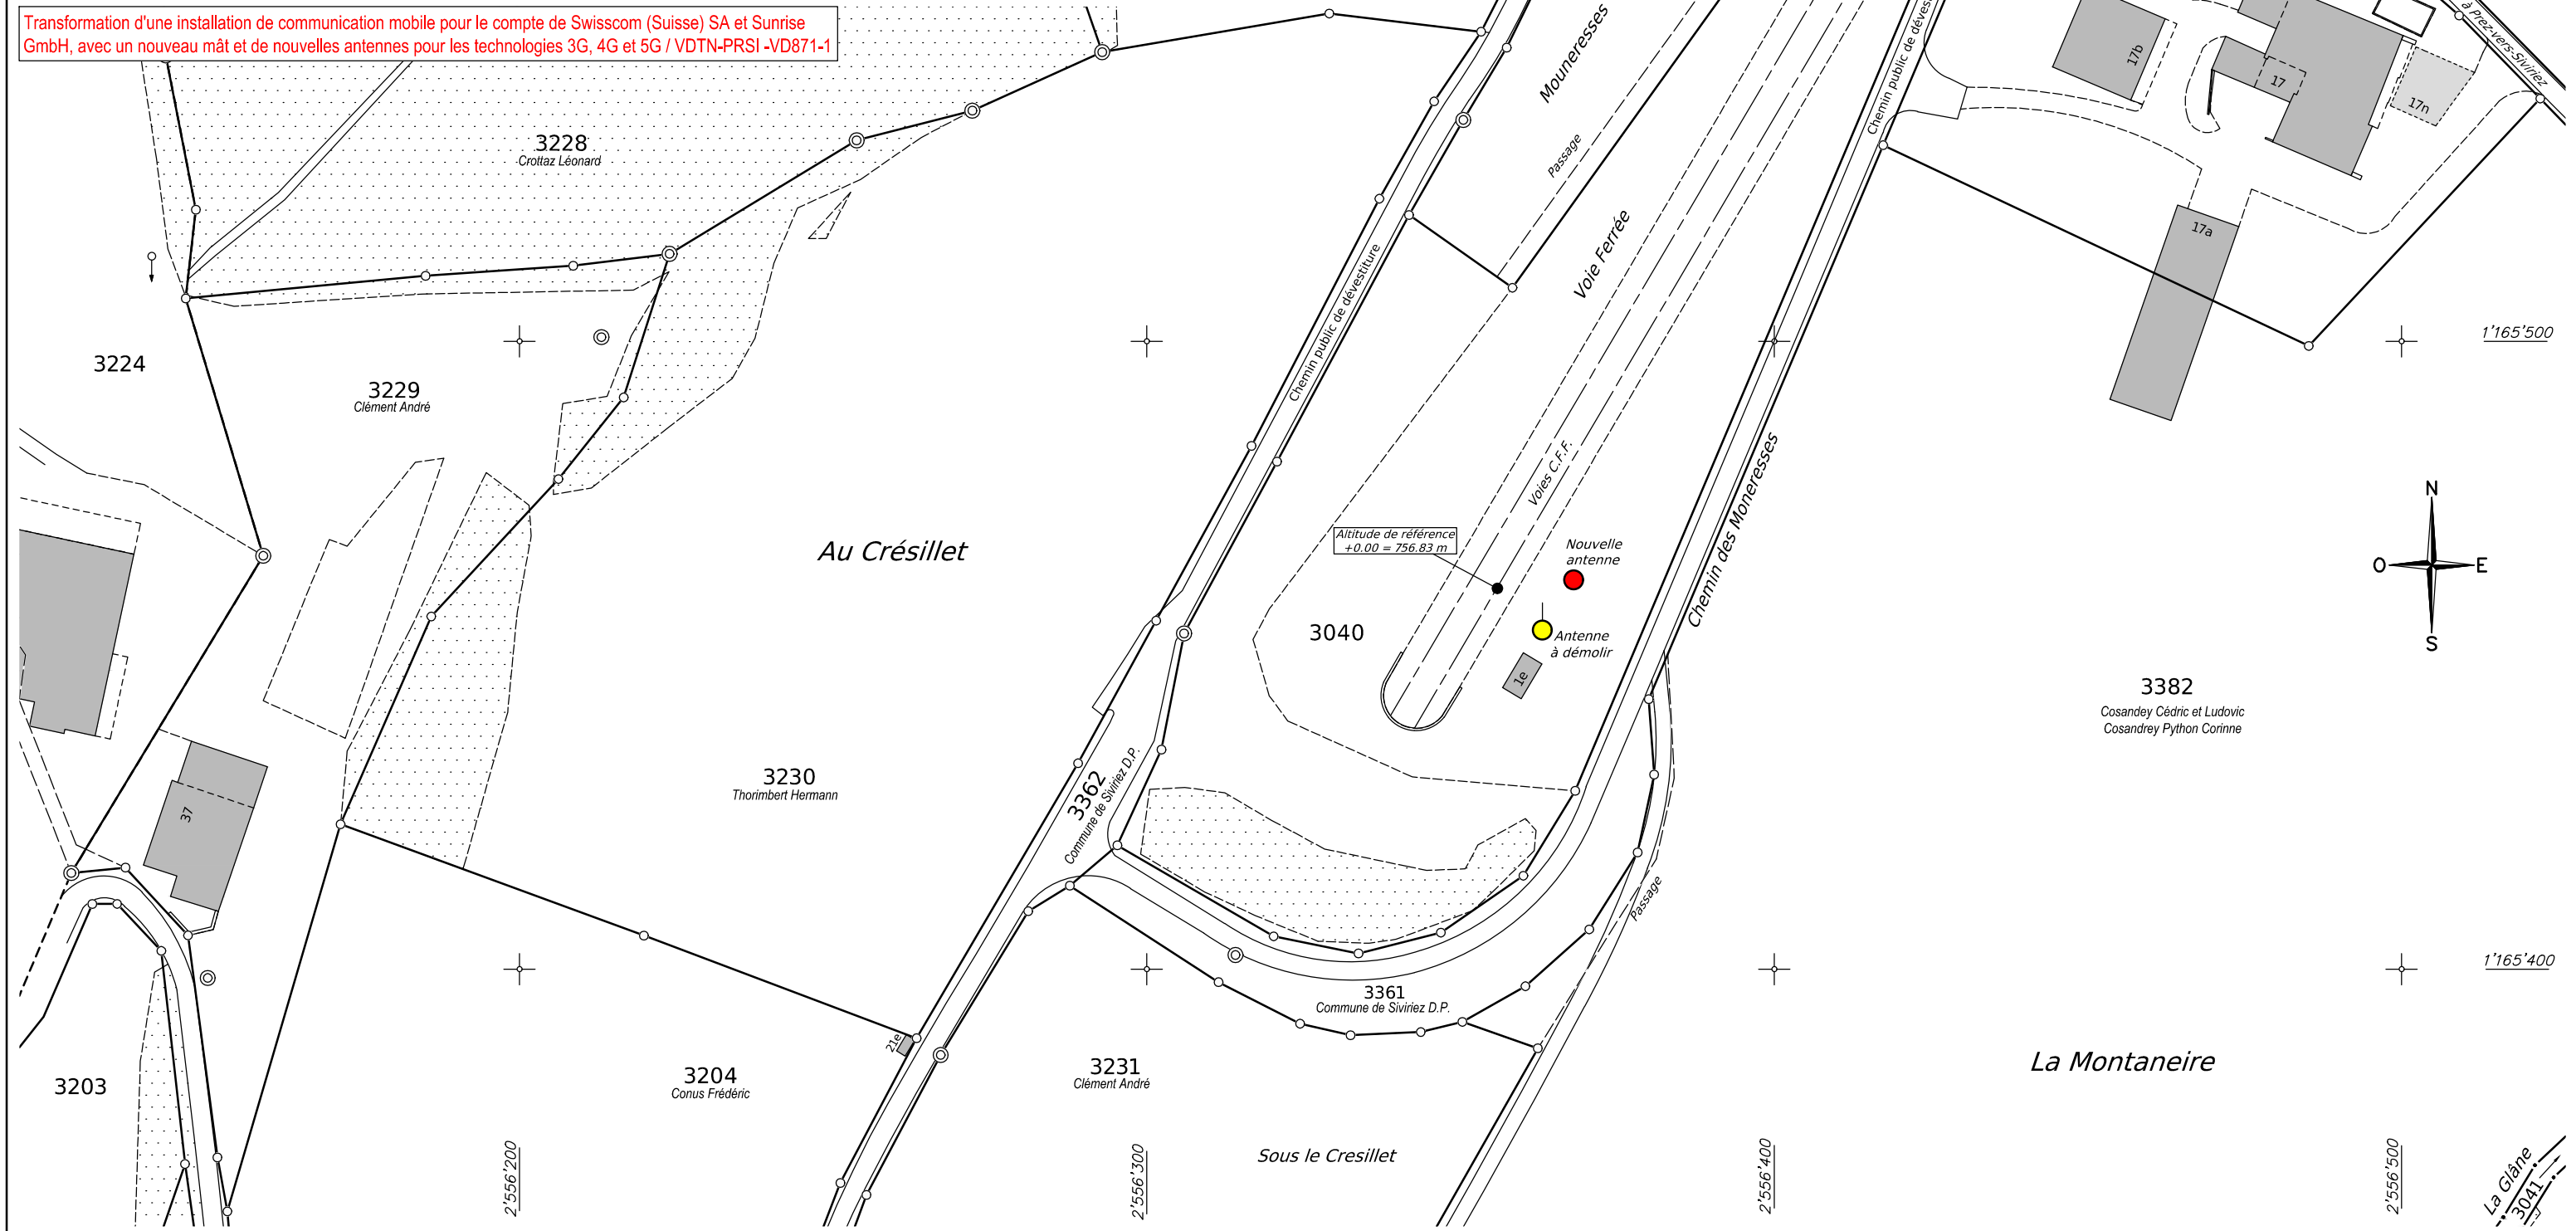 Transformation d'une installation de communication mobile pour le compte de Swisscom (Suisse) SA et Sunrise
GmbH, avec un nouveau mât et de nouvelles antennes pour les technologies 3G, 4G et 5G / VDTN-PRSI -VD871-1
Mouneresses
Chemin public de dévest
à Prez-vers-Siviriez
17b
17
17n
3228
Crottaz Léonard
Passage
17a
Voie Ferrée
Chemin public de dévestiture
1'165'500
3224
3229
Clément André
Voies C.F.F.
Chemin des Moneresses
N
O
E
S
Au Crésillet
Altitude de référence
+0.00 = 756.83 m
Nouvelle
antenne
3040
Antenne
à démolir
1e
3382
Cosandey Cédric et Ludovic
Cosandrey Python Corinne
3230
Thorimbert Hermann
3362
Commune de Siviriez D.P.
37
Passage
1'165'400
3361
Commune de Siviriez D.P.
21e
3203
3204
Conus Frédéric
3231
Clément André
La Montaneire
Sous le Cresillet
2'556'200
2'556'300
2'556'400
2'556'500
La Glâne
3041